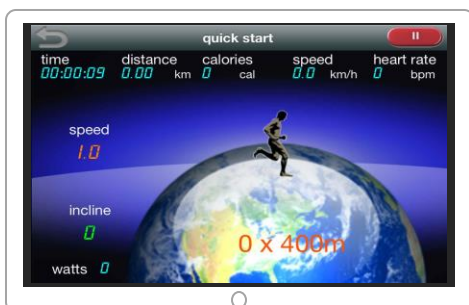 quick start
time distance calories speed heart rate
00:00:09 0.00 km 0 cal 0.0 km/h 0 bpm
speed
1.0
incline
0
0 x 400m
watts 0